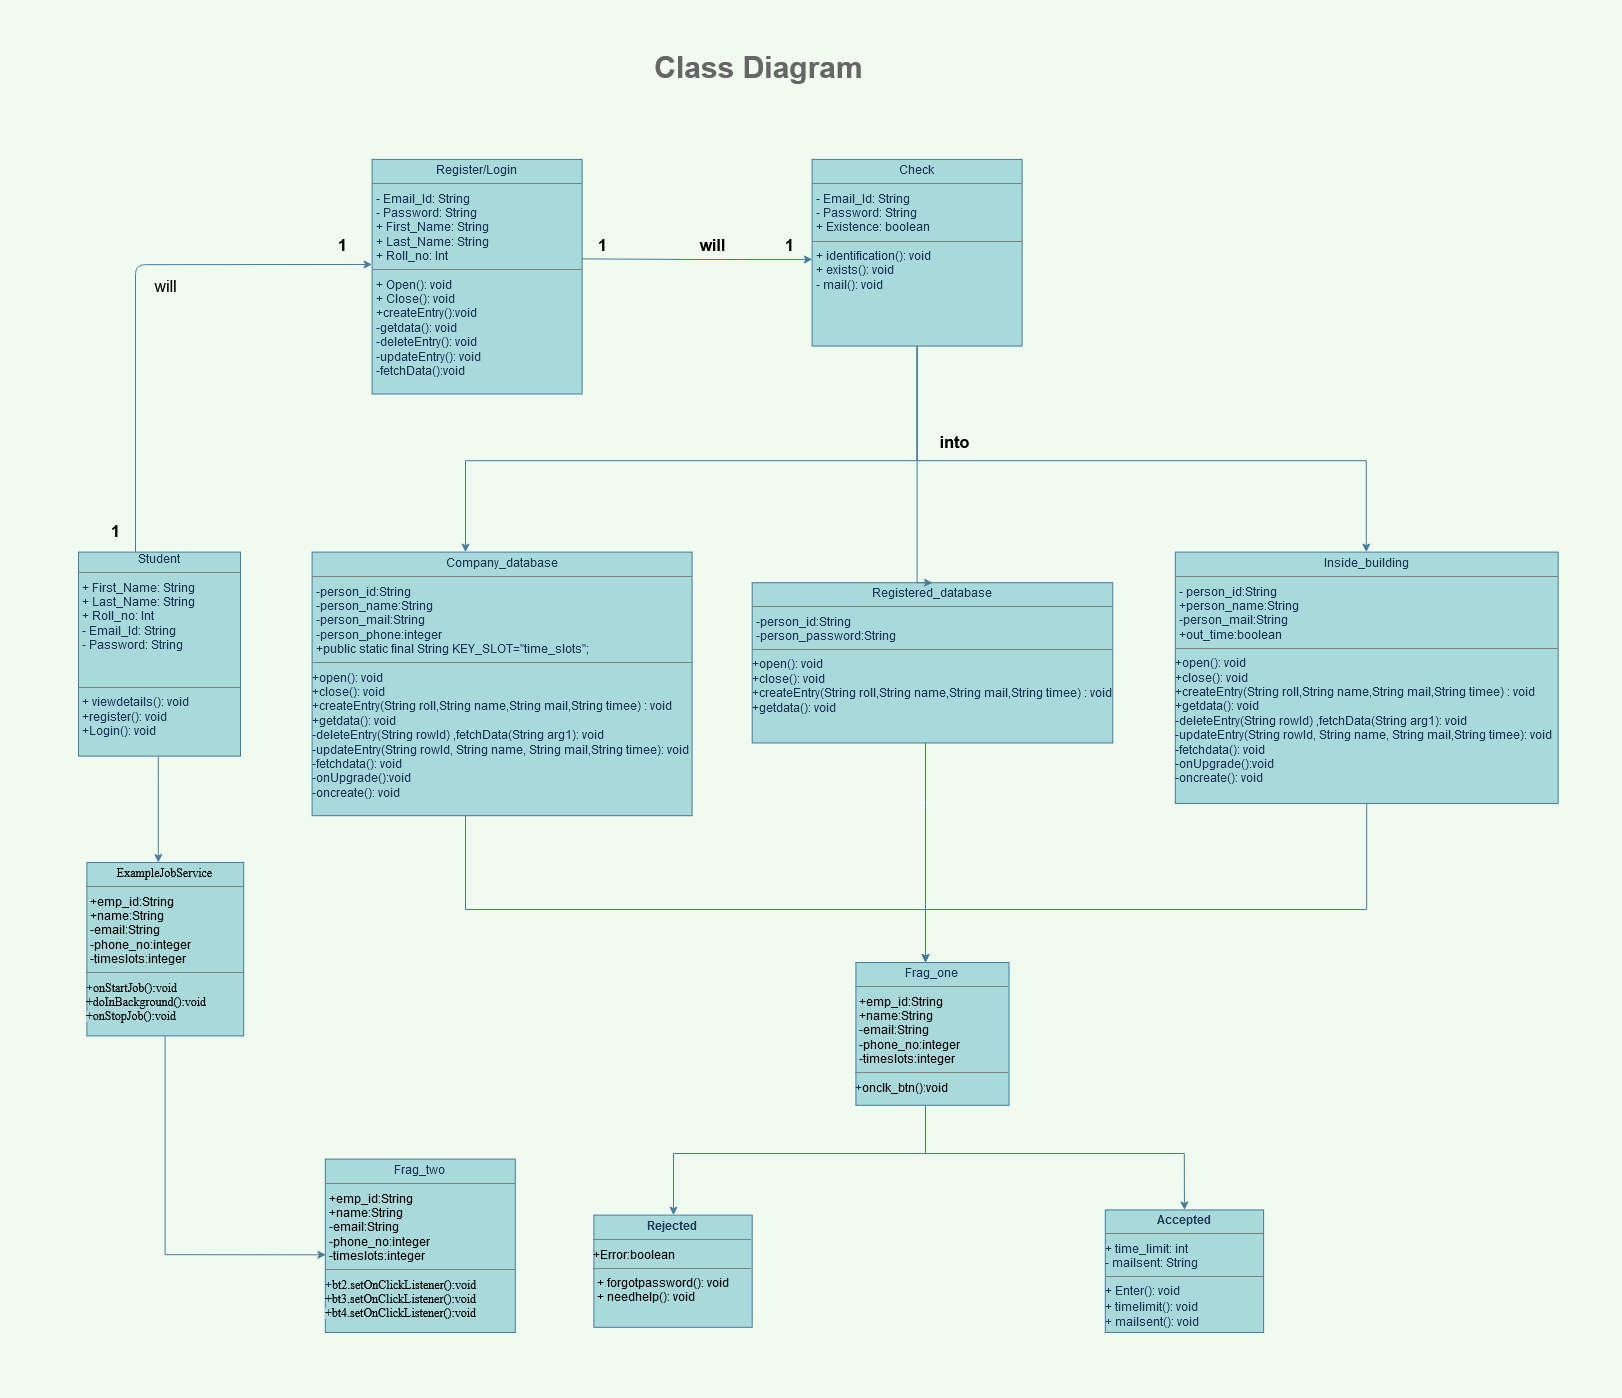 Class Diagram
Register/Login
- Email_Id: String
- Password: String
+ First_Name: String
+ Last_Name: String
+ Roll_no: Int
+ Open(): void
+ Close(): void
+createEntry():void
-getdata(): void
-deleteEntry(): void
-updateEntry(): void
-fetchData():void
Check
- Email_Id: String
- Password: String
+ Existence: boolean
+ identification(): void
+ exists(): void
- mail(): void
1
will
1
1
will
1
into
Student
+ First_Name: String
+ Last_Name: String
+ Roll_no: Int
- Email_Id: String
- Password: String
+ viewdetails(): void
+register(): void
+Login(): void
Company_database
-person_id:String
-person_name:String
-person_mail:String
-person_phone:integer
+public static final String KEY_SLOT="time_slots";
+open(): void
+close(): void
+createEntry(String roll,String name,String mail,String timee) : void
+getdata(): void
-deleteEntry(String rowId) ,fetchData(String arg1): void
-updateEntry(String rowId, String name, String mail,String timee): void
-fetchdata(): void
-onUpgrade():void
-oncreate(): void
Registered_database
-person_id:String
-person_password:String
+open(): void
+close(): void
+createEntry(String roll,String name,String mail,String timee) : void
+getdata(): void
Inside_building
- person_id:String
+person_name:String
-person_mail:String
+out_time:boolean
+open(): void
+close(): void
+createEntry(String roll,String name,String mail,String timee) : void
+getdata(): void
-deleteEntry(String rowId) ,fetchData(String arg1): void
-updateEntry(String rowId, String name, String mail,String timee): void
-fetchdata(): void
-onUpgrade():void
-oncreate(): void
ExampleJobService
+emp_id:String
+name:String
-email:String
-phone_no:integer
-timeslots:integer
+onStartJob():void
+doInBackground():void
+onStopJob():void
Frag_one
+emp_id:String
+name:String
-email:String
-phone_no:integer
-timeslots:integer
+onclk_btn():void
Frag_two
+emp_id:String
+name:String
-email:String
-phone_no:integer
-timeslots:integer
+bt2.setOnClickListener():void
+bt3.setOnClickListener():void
+bt4.setOnClickListener():void
Rejected
+Error:boolean
+ forgotpassword(): void
+ needhelp(): void
Accepted
+ time_limit: int
- mailsent: String
+ Enter(): void
+ timelimit(): void
+ mailsent(): void